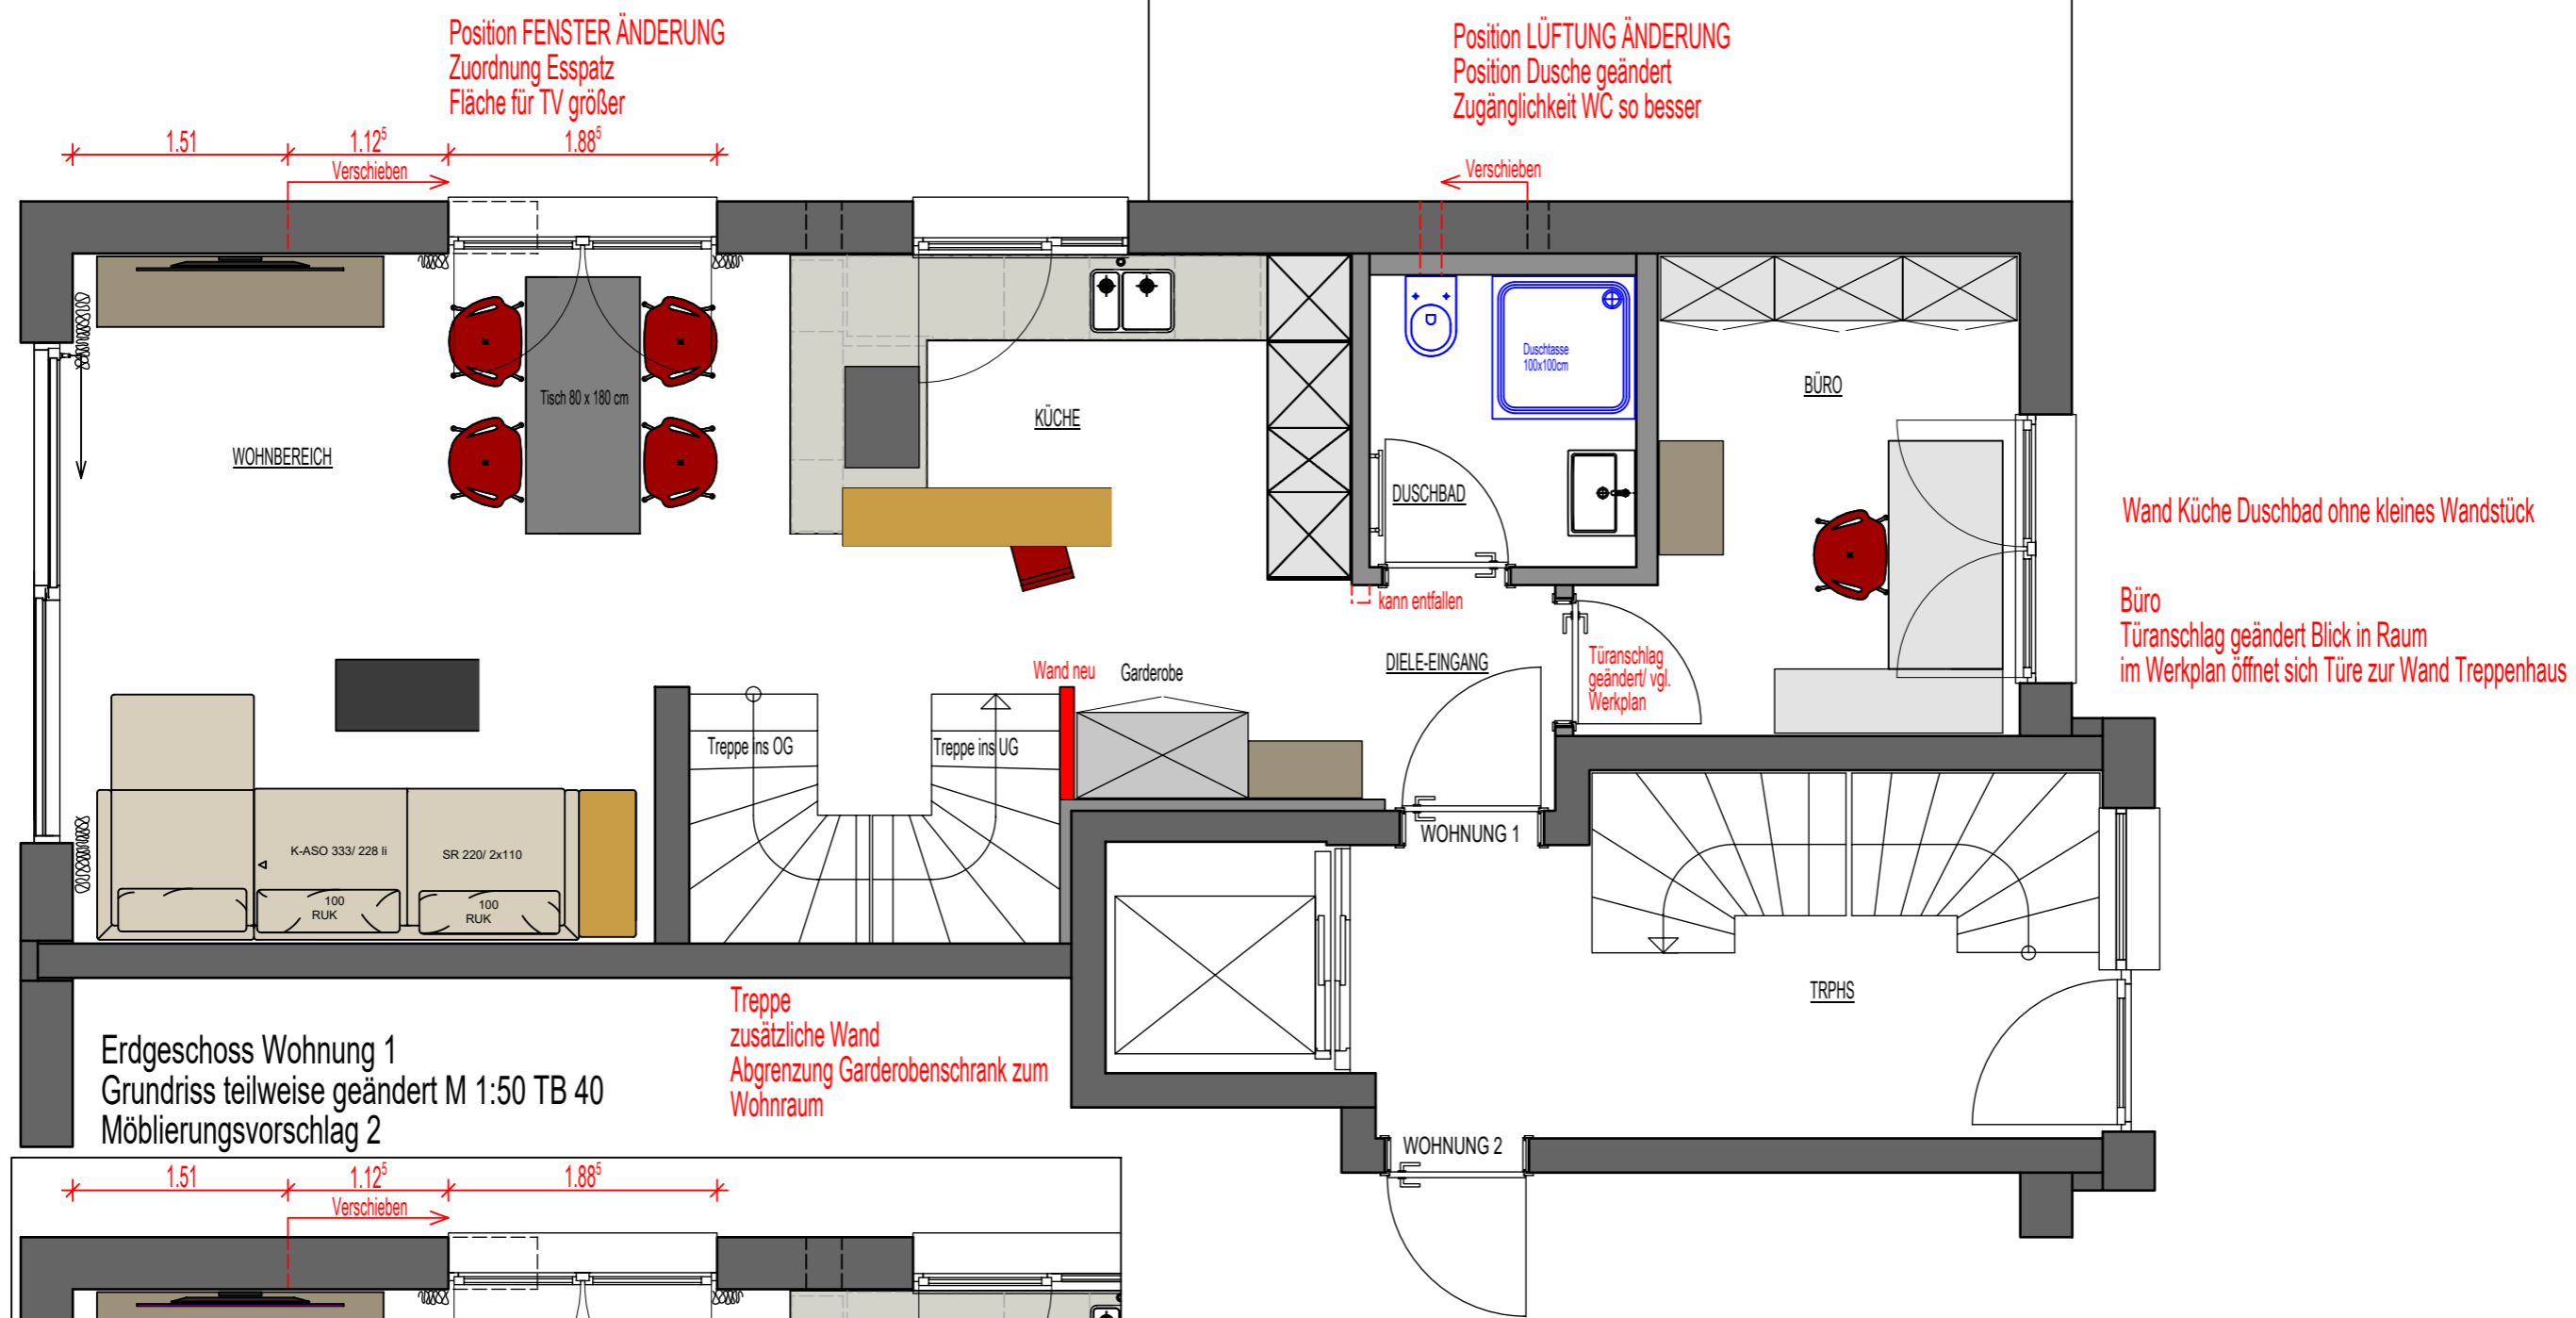 Position FENSTER ÄNDERUNG
Zuordnung Esspatz
Fläche für TV größer
Position LÜFTUNG ÄNDERUNG
Position Dusche geändert
Zugänglichkeit WC so besser
1.51
1.12⁵
1.88⁵
Verschieben
Verschieben
Tisch 80 x 180 cm
WOHNBEREICH
KÜCHE
Duschtasse
100x100cm
DUSCHBAD
BÜRO
Wand Küche Duschbad ohne kleines Wandstück
kann entfallen
Büro
Türanschlag geändert Blick in Raum
im Werkplan öffnet sich Türe zur Wand Treppenhaus
Wand neu
Garderobe
DIELE-EINGANG
Türanschlag
geändert/ vgl.
Werkplan
Treppe ins OG
Treppe ins UG
K-ASO 333/ 228 li
SR 220/ 2x110
100
RUK
100
RUK
WOHNUNG 1
TRPHS
Treppe
zusätzliche Wand
Abgrenzung Garderobenschrank zum
Wohnraum
Erdgeschoss Wohnung 1
Grundriss teilweise geändert M 1:50 TB 40
Möblierungsvorschlag 2
WOHNUNG 2
1.51
1.12⁵
1.88⁵
Verschieben